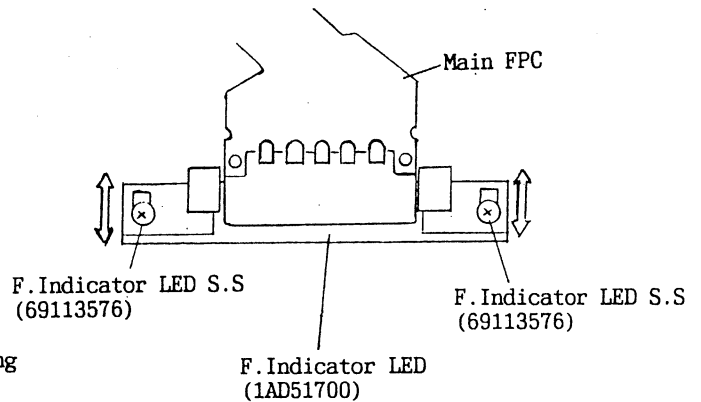 Main FPC
F.Indicator LED S.S
(69113576)
F.Indicator LED S.S
(69113576)
F.Indicator LED
(1AD51700)